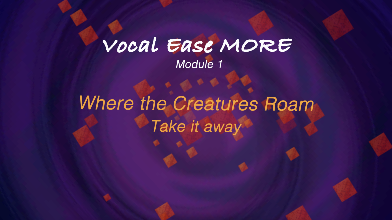 Vocal Ease MORE
Module 1
Where the Creatures Roam
Take it away